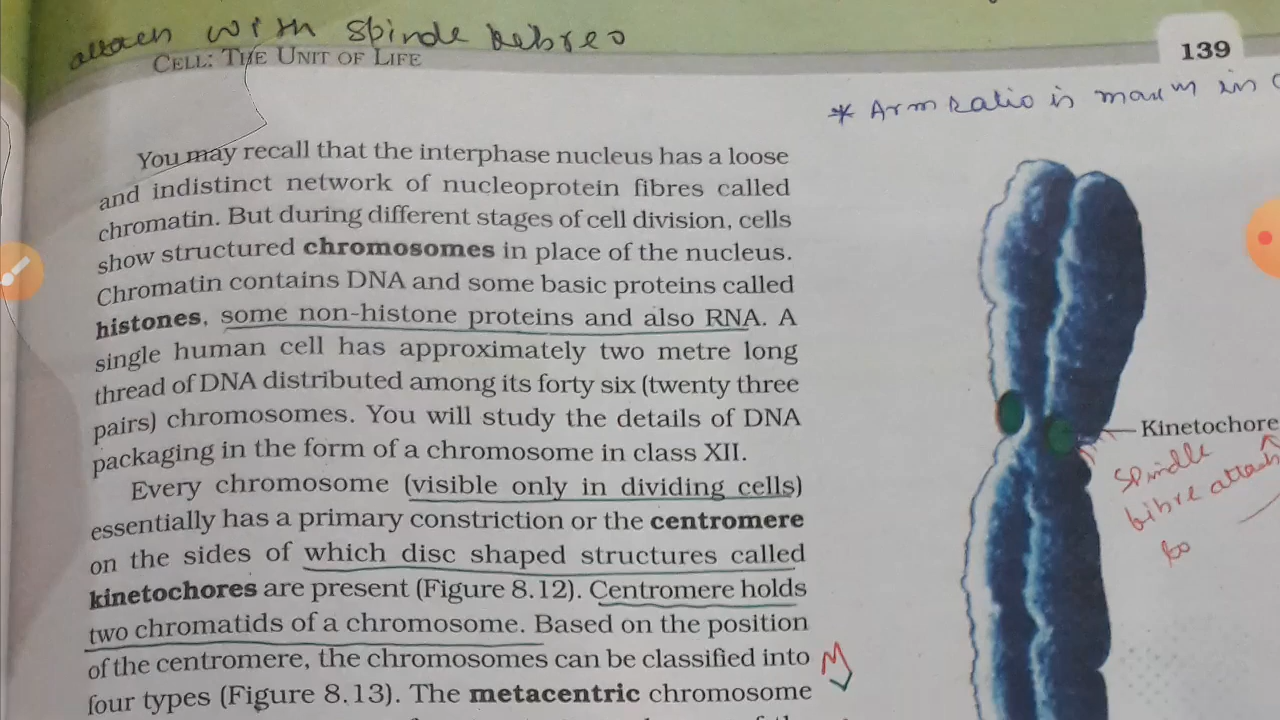 attach with spindle bibres
CELL: THE UNIT OF LIFE
139
* Arm Ratio is maxm in
You may recall that the interphase nucleus has a loose
and indistinct network of nucleoprotein fibres called
chromatin. But during different stages of cell division, cells
show structured chromosomes in place of the nucleus.
Chromatin contains DNA and some basic proteins called
histones, some non-histone proteins and also RNA. A
single human cell has approximately two metre long
thread of DNA distributed among its forty six (twenty three
pairs) chromosomes. You will study the details of DNA
packaging in the form of a chromosome in class XII.
Every chromosome (visible only in dividing cells)
essentially has a primary constriction or the centromere
on the sides of which disc shaped structures called
kinetochores are present (Figure 8.12). Centromere holds
two chromatids of a chromosome. Based on the position
of the centromere, the chromosomes can be classified into
four types (Figure 8.13). The metacentric chromosome
M
Kinetochore
Spindle
bibre attach
to